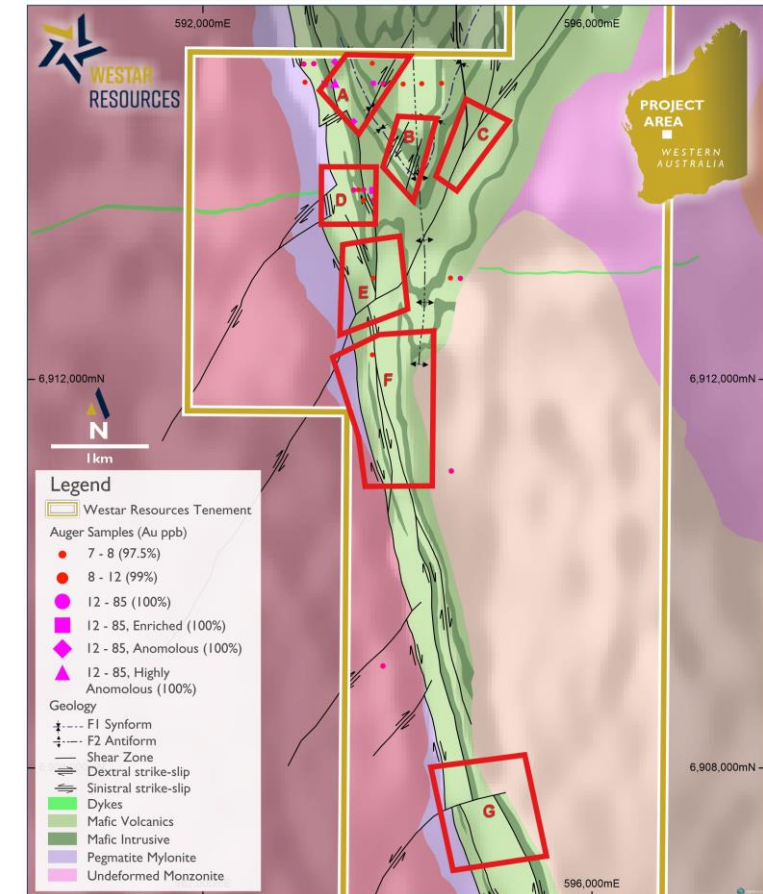 592,000mE
596,000mE
WESTAR
RESOURCES
PROJECT
AREA
WESTERN
AUSTRALIA
A
B
C
D
E
F
6,912,000mN
6,912,000mN
N
1km
Legend
Westar Resources Tenement
Auger Samples (Au ppb)
7 - 8 (97.5%)
8 - 12 (99%)
12 - 85 (100%)
12 - 85, Enriched (100%)
12 - 85, Anomolous (100%)
12 - 85, Highly
Anomolous (100%)
Geology
F1 Synform
F2 Antiform
Shear Zone
Dextral strike-slip
Sinistral strike-slip
Dykes
Mafic Volcanics
Mafic Intrusive
Pegmatite Mylonite
Undeformed Monzonite
6,908,000mN
G
596,000mE